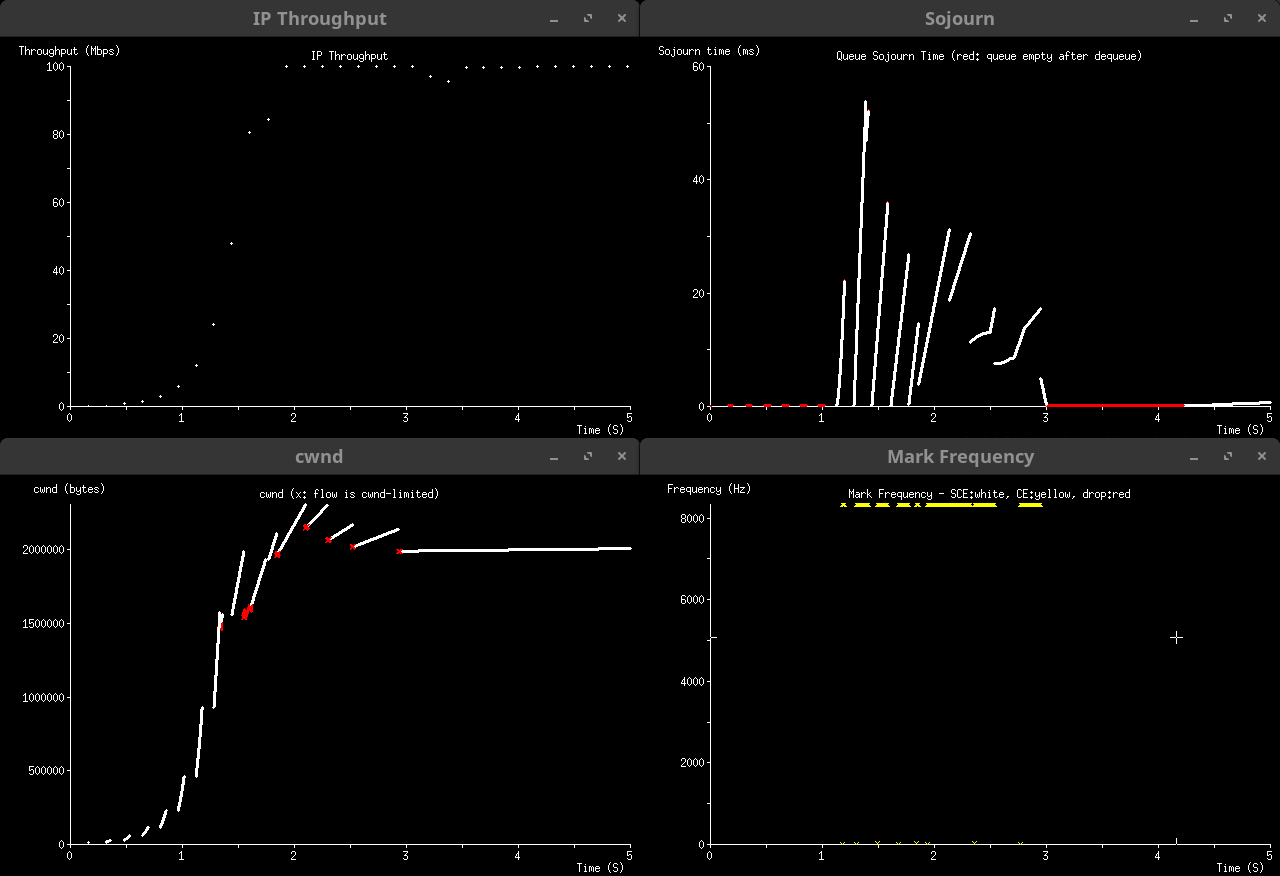 IP Throughput
Throughput (Mbps)
IP Throughput
100
80
60
40
20
0
0 1 2 3 4 5
Time (S)
Sojourn
Sojourn time (ms)
Queue Sojourn Time (red: queue empty after dequeue)
60
40
20
0
0 1 2 3 4 5
Time (S)
cwnd
cwnd (bytes)
cwnd (x: flow is cwnd-limited)
2000000
1500000
1000000
500000
0
0 1 2 3 4 5
Time (S)
Mark Frequency
Frequency (Hz)
Mark Frequency - SCE:white, CE:yellow, drop:red
8000
6000
4000
2000
0
0 1 2 3 4 5
Time (S)